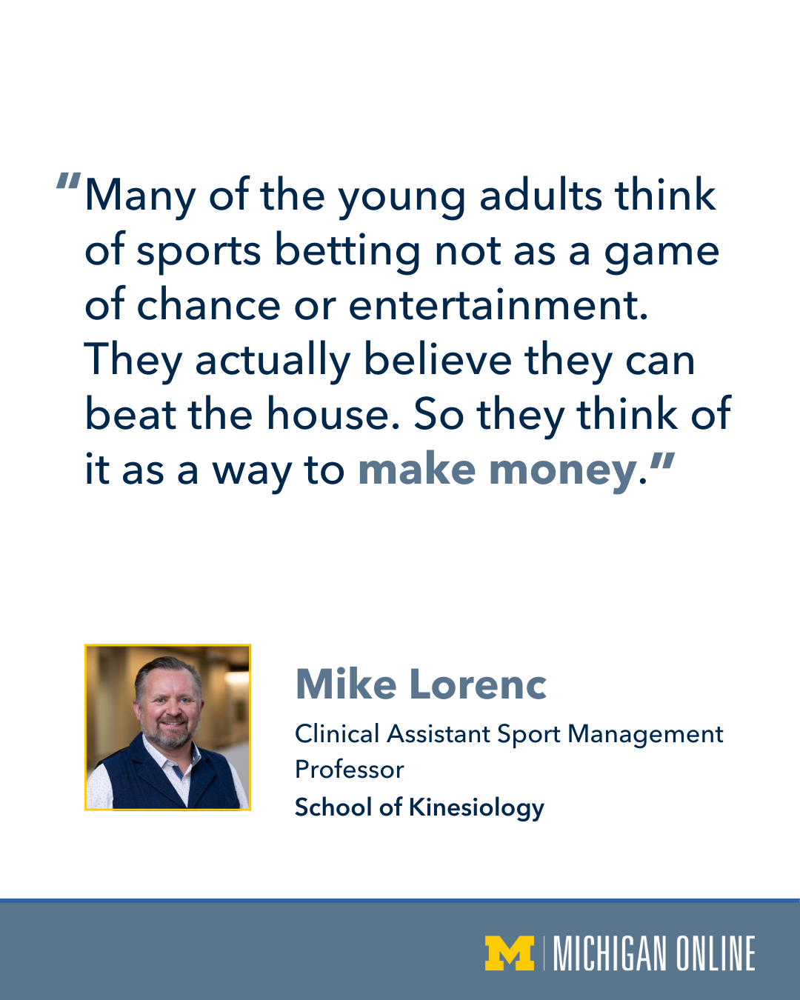 “Many of the young adults think
of sports betting not as a game
of chance or entertainment.
They actually believe they can
beat the house. So they think of
it as a way to make money.”
Mike Lorenc
Clinical Assistant Sport Management
Professor
School of Kinesiology
M | MICHIGAN ONLINE